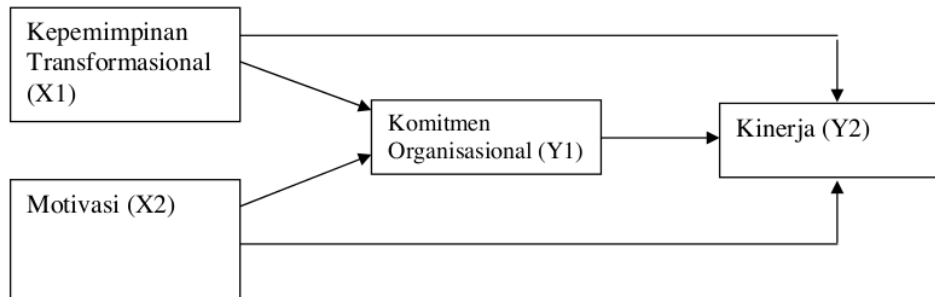 Kepemimpinan
Transformasional
(X1)
Komitmen
Organisasional (Y1)
Kinerja (Y2)
Motivasi (X2)